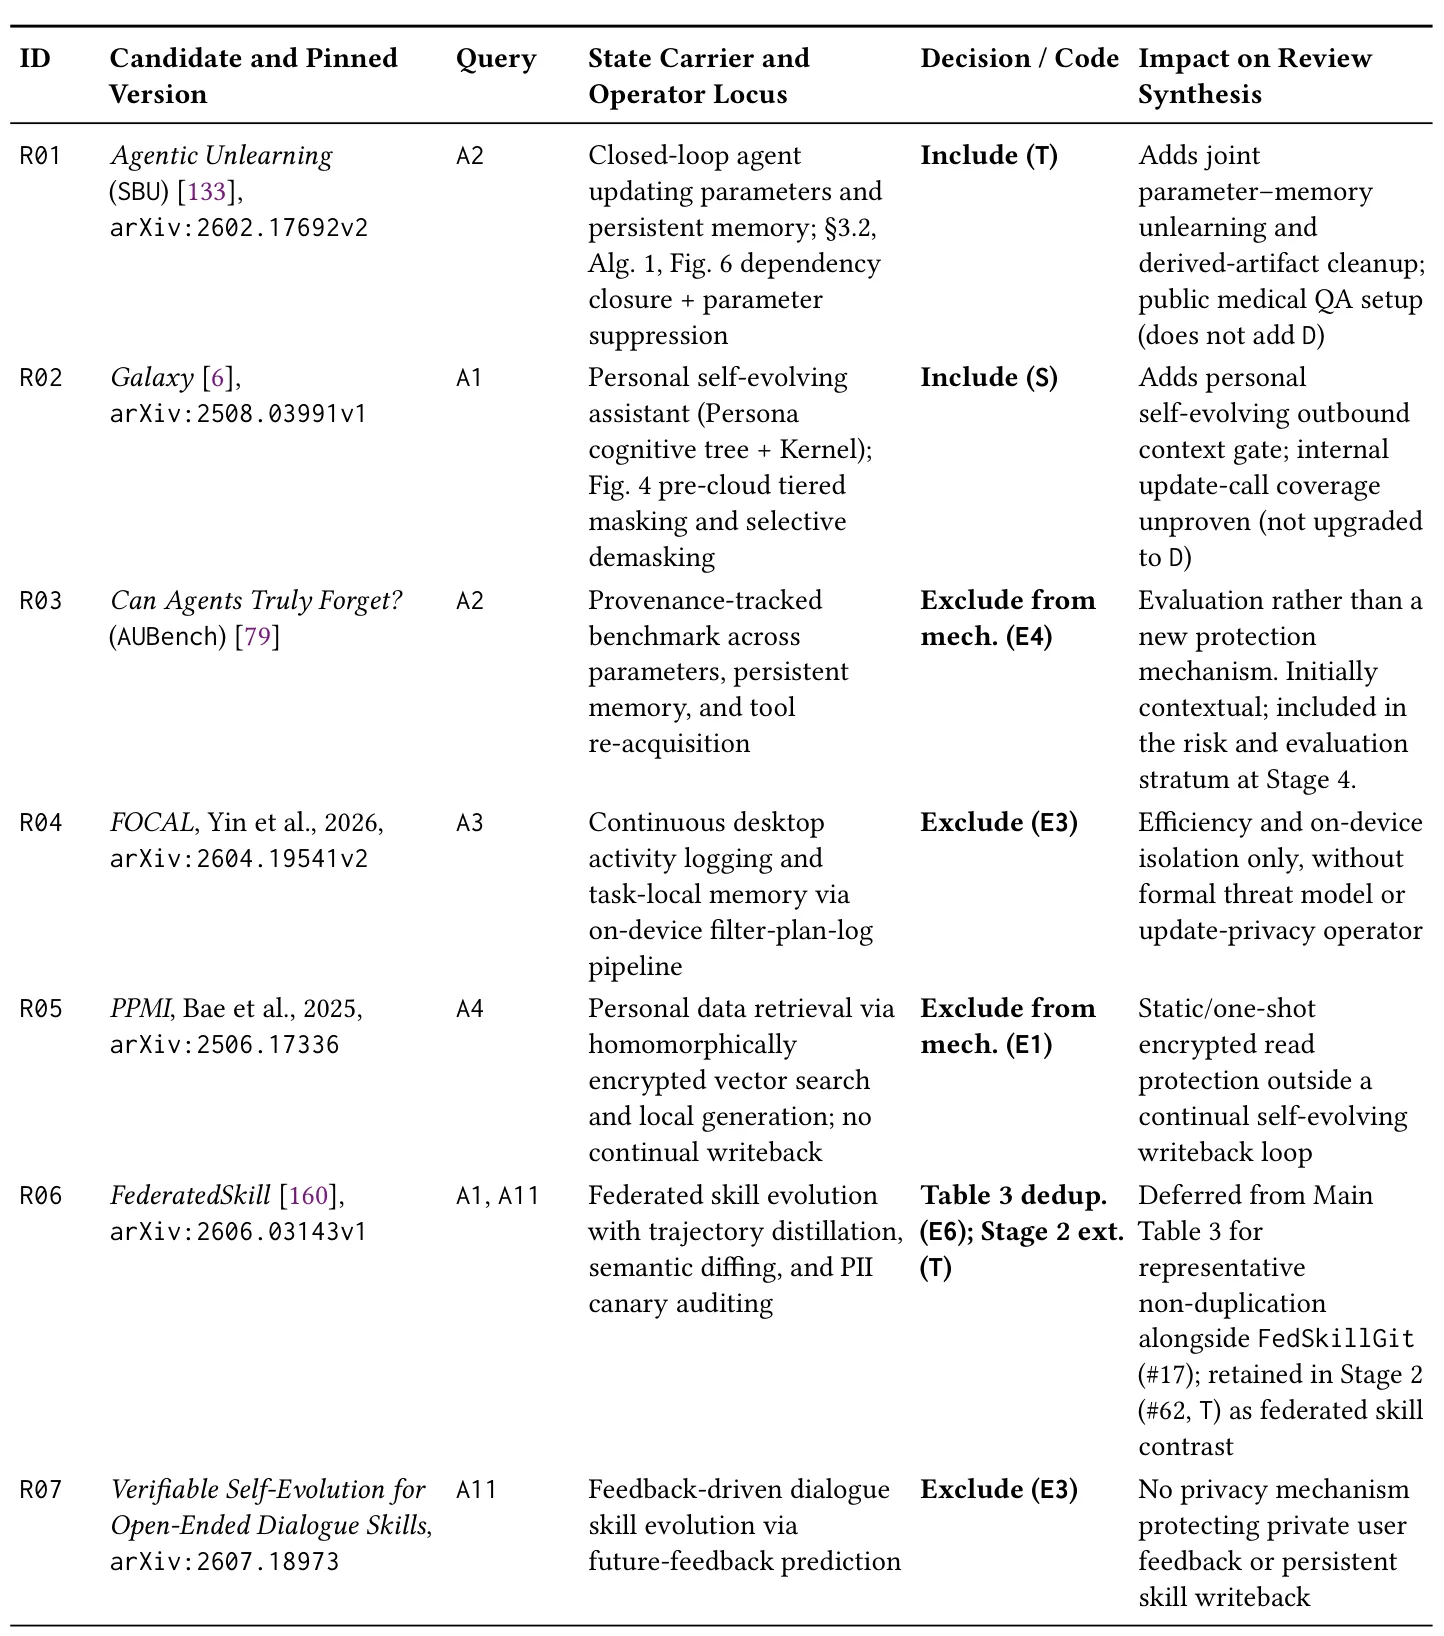 ID Candidate and Pinned Version Query State Carrier and Operator Locus Decision / Code Impact on Review Synthesis
R01
Agentic Unlearning
(SBU) [133],
arXiv:2602.17692v2
A2
Closed-loop agent
updating parameters and
persistent memory; §3.2,
Alg. 1, Fig. 6 dependency
closure + parameter
suppression
Include (T)
Adds joint
parameter–memory
unlearning and
derived-artifact cleanup;
public medical QA setup
(does not add D)
R02
Galaxy [6],
arXiv:2508.03991v1
A1
Personal self-evolving
assistant (Persona
cognitive tree + Kernel);
Fig. 4 pre-cloud tiered
masking and selective
demasking
Include (S)
Adds personal
self-evolving outbound
context gate; internal
update-call coverage
unproven (not upgraded
to D)
R03
Can Agents Truly Forget?
(AUBench) [79]
A2
Provenance-tracked
benchmark across
parameters, persistent
memory, and tool
re-acquisition
Exclude from
mech. (E4)
Evaluation rather than a
new protection
mechanism. Initially
contextual; included in
the risk and evaluation
stratum at Stage 4.
R04
FOCAL, Yin et al., 2026,
arXiv:2604.19541v2
A3
Continuous desktop
activity logging and
task-local memory via
on-device filter-plan-log
pipeline
Exclude (E3)
Efficiency and on-device
isolation only, without
formal threat model or
update-privacy operator
R05
PPMI, Bae et al., 2025,
arXiv:2506.17336
A4
Personal data retrieval via
homomorphically
encrypted vector search
and local generation; no
continual writeback
Exclude from
mech. (E1)
Static/one-shot
encrypted read
protection outside a
continual self-evolving
writeback loop
R06
FederatedSkill [160],
arXiv:2606.03143v1
A1, A11
Federated skill evolution
with trajectory distillation,
semantic diffing, and PII
canary auditing
Table 3 dedup.
(E6); Stage 2 ext.
(T)
Deferred from Main
Table 3 for
representative
non-duplication
alongside FedSkillGit
(#17); retained in Stage 2
(#62, T) as federated skill
contrast
R07
Verifiable Self-Evolution for
Open-Ended Dialogue Skills,
arXiv:2607.18973
A11
Feedback-driven dialogue
skill evolution via
future-feedback prediction
Exclude (E3)
No privacy mechanism
protecting private user
feedback or persistent
skill writeback